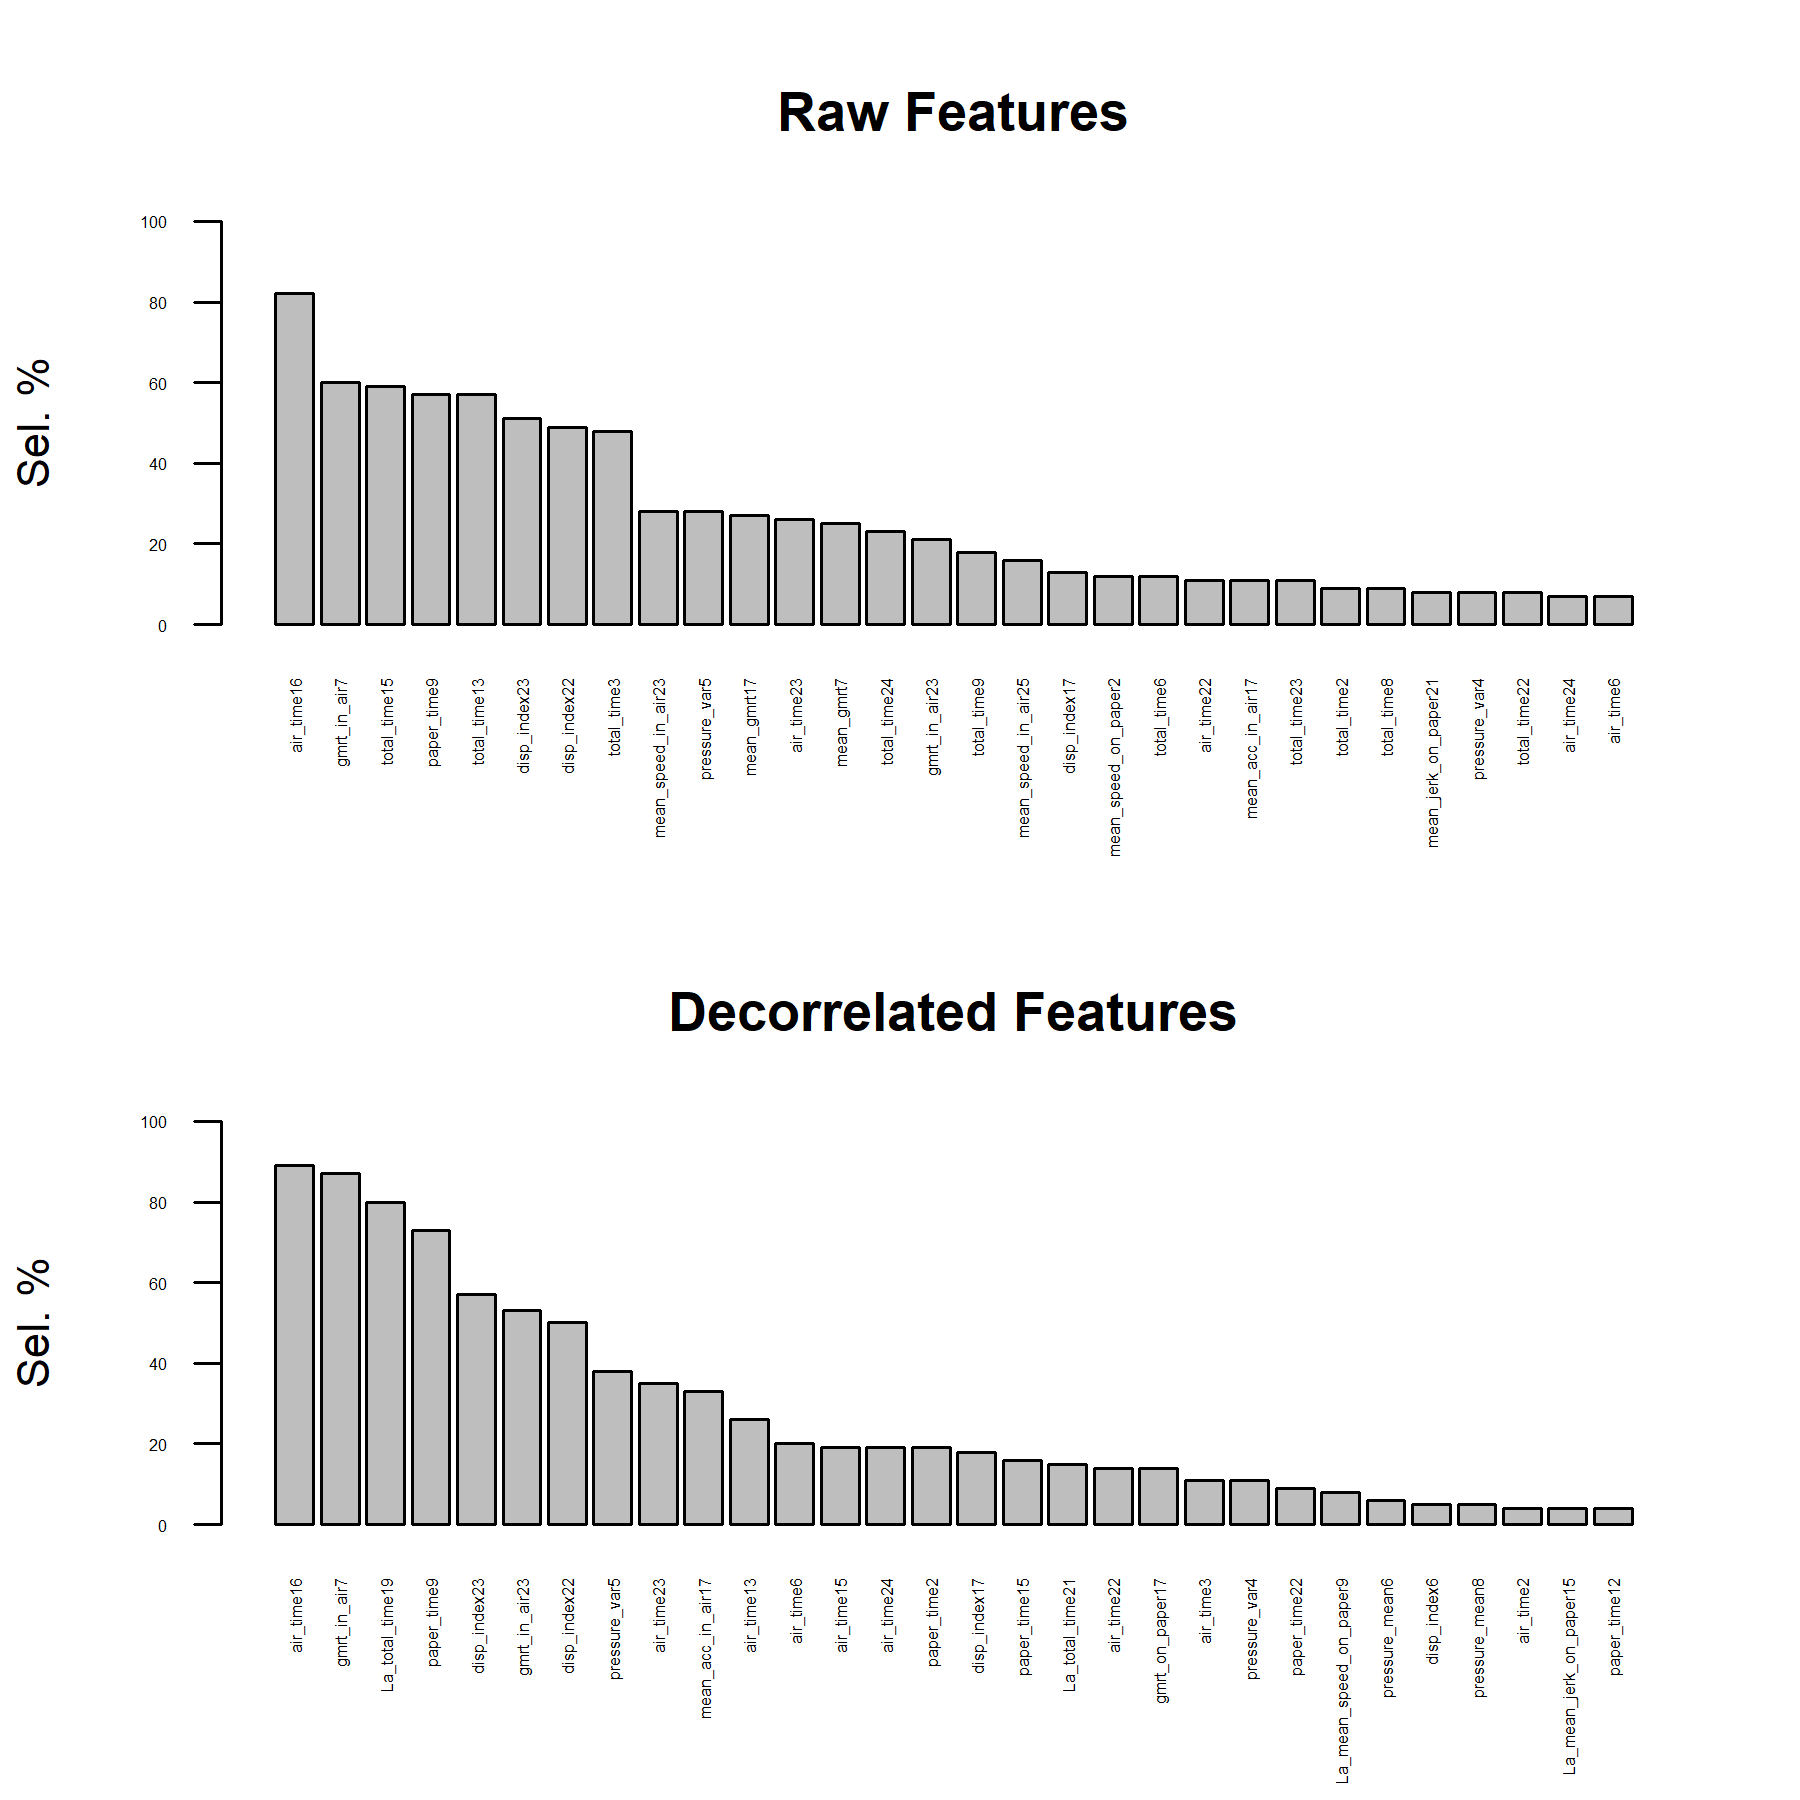 Raw Features
Sel. %
100
80
60
40
20
0
air_time16
gmrt_in_air7
total_time15
paper_time9
total_time13
disp_index23
disp_index22
total_time3
mean_speed_in_air23
pressure_var5
mean_gmrt17
air_time23
mean_gmrt7
total_time24
gmrt_in_air23
total_time9
mean_speed_in_air25
disp_index17
mean_speed_on_paper2
total_time6
air_time22
mean_acc_in_air17
total_time23
total_time2
total_time8
mean_jerk_on_paper21
pressure_var4
total_time22
air_time24
air_time6
Decorrelated Features
Sel. %
100
80
60
40
20
0
air_time16
gmrt_in_air7
La_total_time19
paper_time9
disp_index23
gmrt_in_air23
disp_index22
pressure_var5
air_time23
mean_acc_in_air17
air_time13
air_time6
air_time15
air_time24
paper_time2
disp_index17
paper_time15
La_total_time21
air_time22
gmrt_on_paper17
air_time3
pressure_var4
paper_time22
La_mean_speed_on_paper9
pressure_mean6
disp_index6
pressure_mean8
air_time2
La_mean_jerk_on_paper15
paper_time12